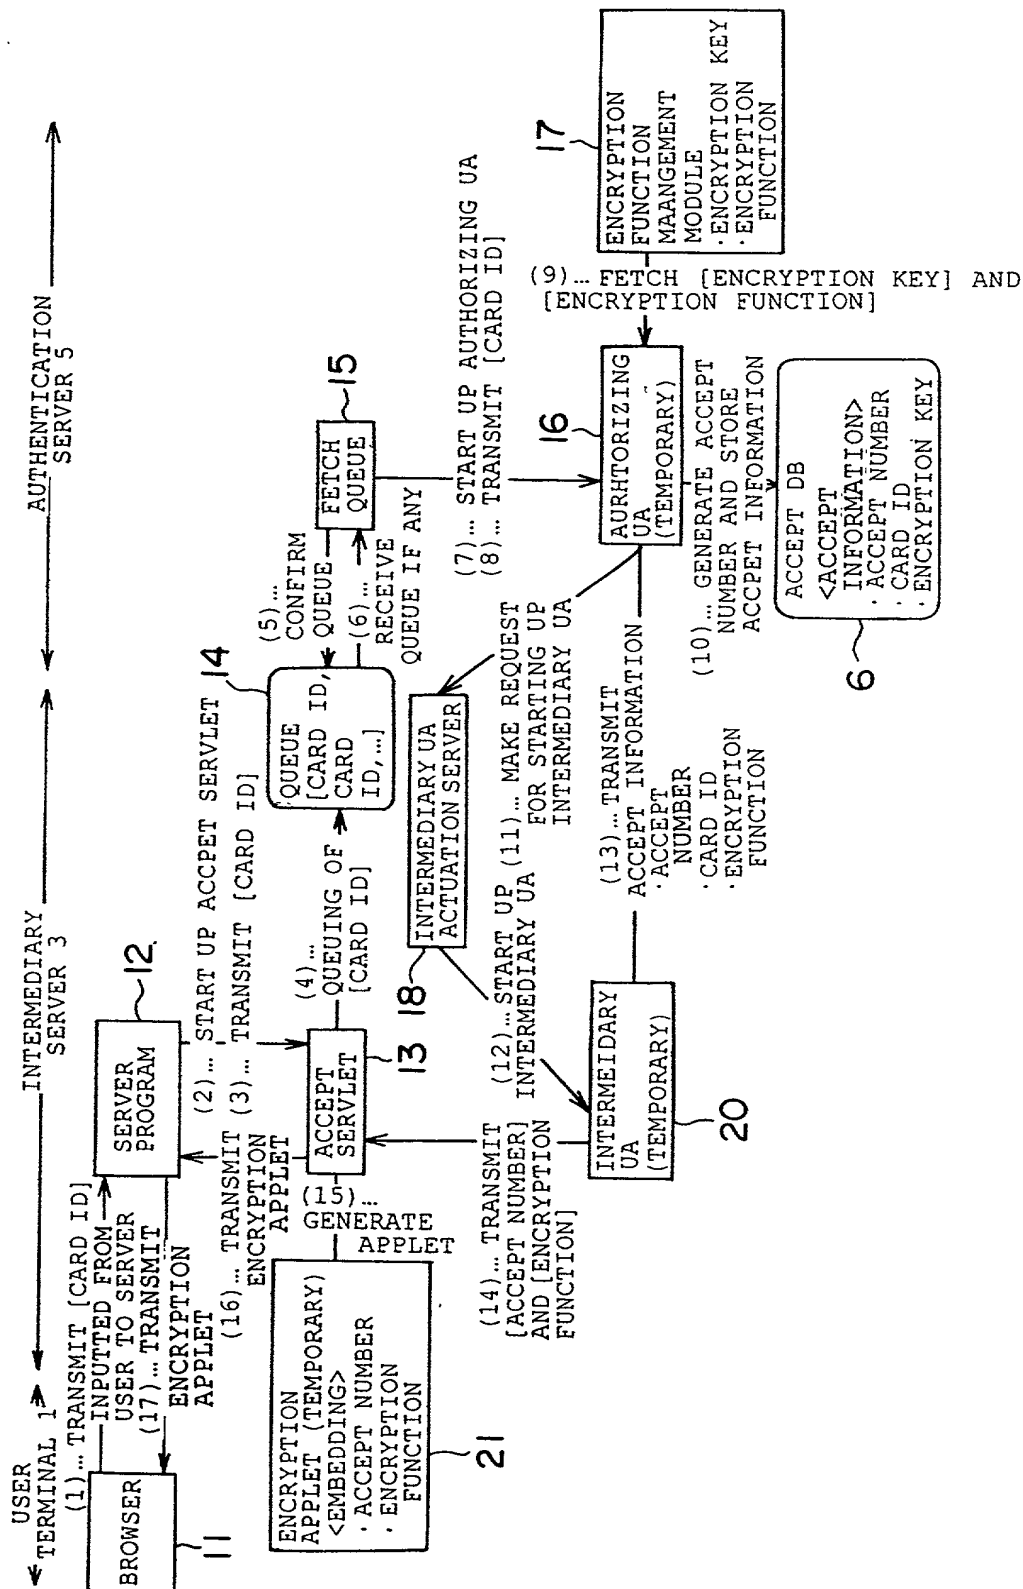 USER
TERMINAL 1
INTERMEDIARY
SERVER 3
AUTHENTICATION
SERVER 5
BROWSER
11
(1)... TRANSMIT [CARD ID]
INPUTTED FROM
USER TO SERVER
(17)... TRANSMIT
ENCRYPTION
APPLET
SERVER
PROGRAM
12
(2)... START UP ACCPET SERVLET
(3)... TRANSMIT [CARD ID]
(16)... TRANSMIT
ENCRYPTION
APPLET
ACCEPT
SERVLET
13
(4)...
QUEUING OF
[CARD ID]
QUEUE
[CARD ID,
CARD
ID,...]
14
(5)...
CONFIRM
QUEUE
(6)...
RECEIVE
QUEUE IF ANY
FETCH
QUEUE
15
(7)... START UP AUTHORIZING UA
(8)... TRANSMIT [CARD ID]
ENCRYPTION
FUNCTION
MAANGEMENT
MODULE
·ENCRYPTION KEY
·ENCRYPTION
FUNCTION
17
(9)... FETCH [ENCRYPTION KEY] AND
[ENCRYPTION FUNCTION]
AURHTORIZING
UA
(TEMPORARY)
16
(10)... GENERATE ACCEPT
NUMBER AND STORE
ACCPET INFORMATION
ACCEPT DB
<ACCEPT
INFORMATION>
·ACCEPT NUMBER
·CARD ID
·ENCRYPTION KEY
6
(11)... MAKE REQUEST
FOR STARTING UP
INTERMEDIARY UA
INTERMEDIARY UA
ACTUATION SERVER
18
(12)... START UP
INTERMEDIARY UA
(13)... TRANSMIT
ACCEPT INFORMATION
·ACCEPT
NUMBER
·CARD ID
·ENCRYPTION
FUNCTION
INTERMEIDARY
UA
(TEMPORARY)
20
(14)... TRANSMIT
[ACCEPT NUMBER]
AND [ENCRYPTION
FUNCTION]
(15)...
GENERATE
APPLET
ENCRYPTION
APPLET (TEMPORARY)
<EMBEDDING>
·ACCEPT NUMBER
·ENCRYPTION
FUNCTION
21